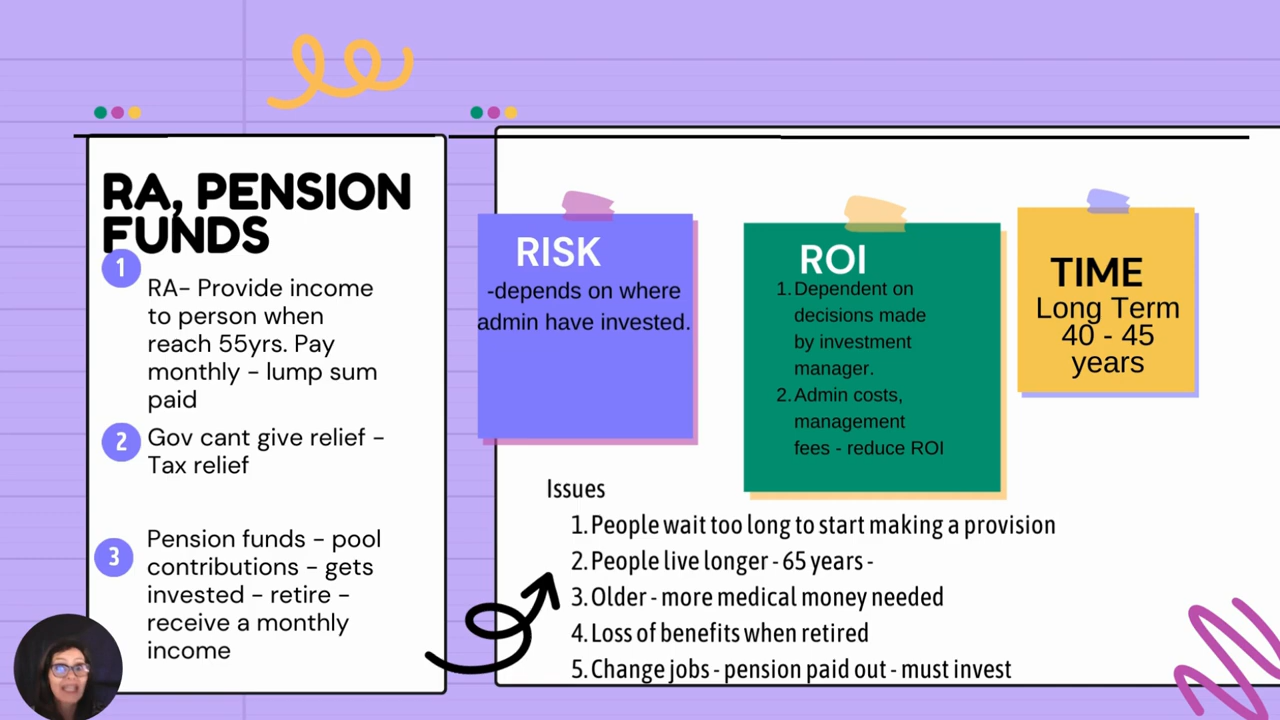 RA, PENSION
FUNDS
1
RA- Provide income
to person when
reach 55yrs. Pay
monthly - lump sum
paid
2
Gov cant give relief -
Tax relief
3
Pension funds - pool
contributions - gets
invested - retire -
receive a monthly
income
RISK
-depends on where
admin have invested.
ROI
1. Dependent on
decisions made
by investment
manager.
2. Admin costs,
management
fees - reduce ROI
TIME
Long Term
40 - 45
years
Issues
1. People wait too long to start making a provision
2. People live longer - 65 years -
3. Older - more medical money needed
4. Loss of benefits when retired
5. Change jobs - pension paid out - must invest